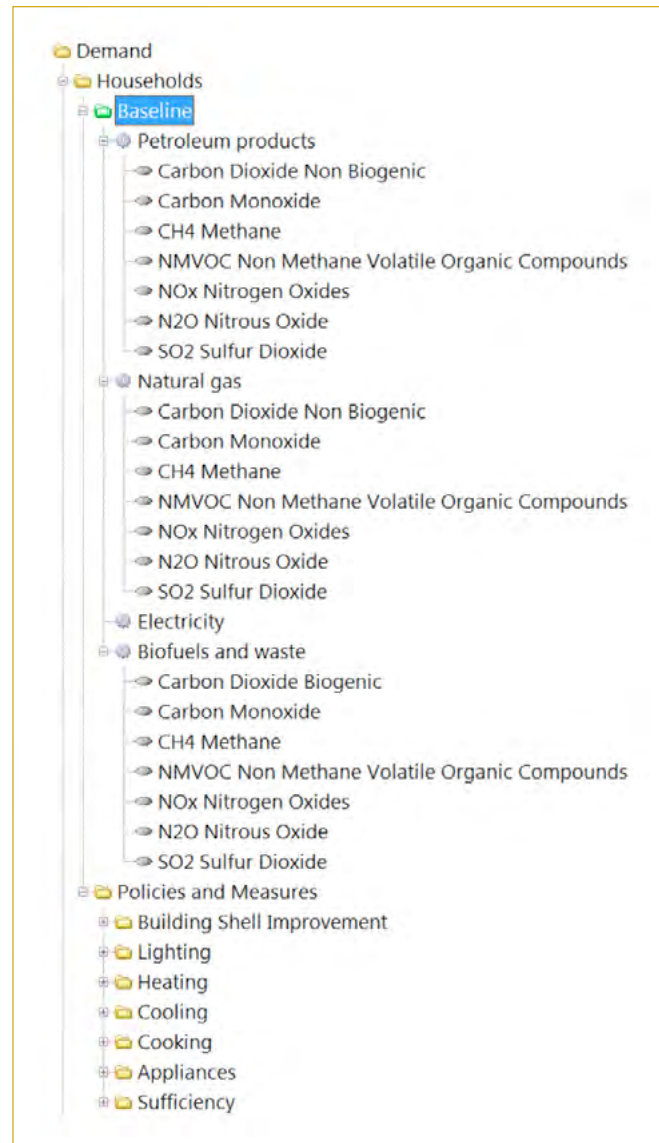 Demand
Households
Baseline
Petroleum products
Carbon Dioxide Non Biogenic
Carbon Monoxide
CH4 Methane
NMVOC Non Methane Volatile Organic Compounds
NOx Nitrogen Oxides
N2O Nitrous Oxide
SO2 Sulfur Dioxide
Natural gas
Carbon Dioxide Non Biogenic
Carbon Monoxide
CH4 Methane
NMVOC Non Methane Volatile Organic Compounds
NOx Nitrogen Oxides
N2O Nitrous Oxide
SO2 Sulfur Dioxide
Electricity
Biofuels and waste
Carbon Dioxide Biogenic
Carbon Monoxide
CH4 Methane
NMVOC Non Methane Volatile Organic Compounds
NOx Nitrogen Oxides
N2O Nitrous Oxide
SO2 Sulfur Dioxide
Policies and Measures
Building Shell Improvement
Lighting
Heating
Cooling
Cooking
Appliances
Sufficiency